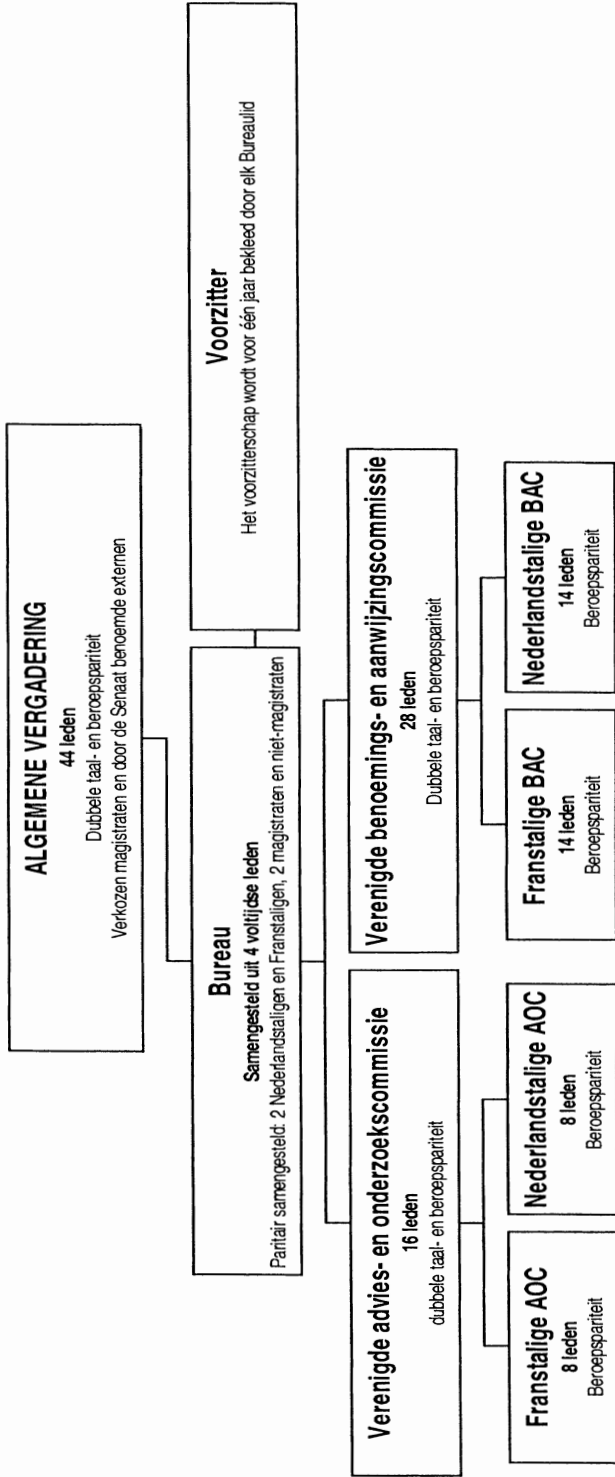 ALGEMENE VERGADERING
44 leden
Dubbele taal- en beroepspariteit
Verkozen magistraten en door de Senaat benoemde externen
Bureau
Samengesteld uit 4 voltijdse leden
Paritair samengesteld: 2 Nederlandstaligen en Franstaligen, 2 magistraten en niet-magistraten
Voorzitter
Het voorzitterschap wordt voor één jaar bekleed door elk Bureaulid
Verenigde advies- en onderzoekscommissie
16 leden
dubbele taal- en beroepspariteit
Verenigde benoemings- en aanwijzingscommissie
28 leden
Dubbele taal- en beroepspariteit
Franstalige AOC
8 leden
Beroepspariteit
Nederlandstalige AOC
8 leden
Beroepspariteit
Franstalige BAC
14 leden
Beroepspariteit
Nederlandstalige BAC
14 leden
Beroepspariteit